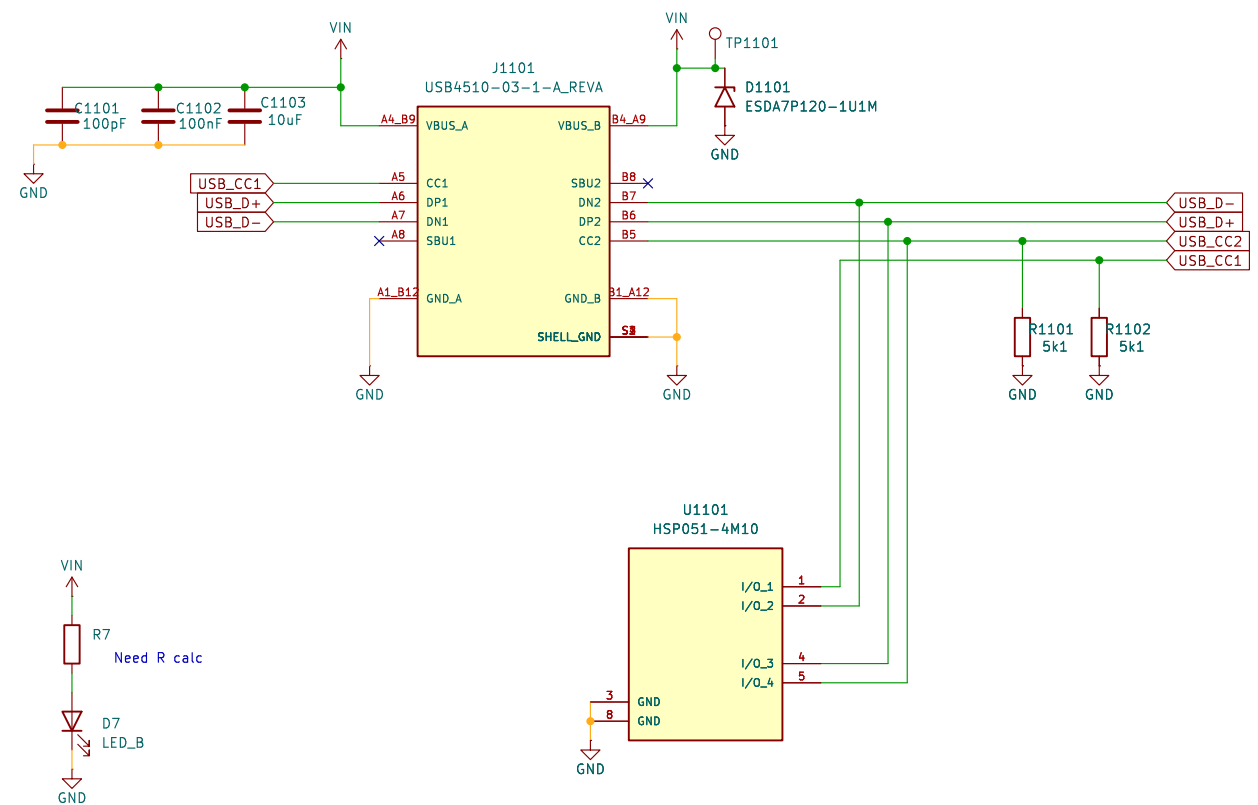 VIN
VIN
TP1101
J1101
USB4510-03-1-A_REVA
D1101
ESDA7P120-1U1M
GND
C1101
100pF
C1102
100nF
C1103
10uF
GND
A4_B9
VBUS_A
VBUS_B
B4_A9
USB_CC1
A5
CC1
SBU2
B8
USB_D+
A6
DP1
DN2
B7
USB_D-
USB_D-
A7
DN1
DP2
B6
USB_D+
A8
SBU1
CC2
B5
USB_CC2
USB_CC1
A1_B12
GND_A
GND_B
B1_A12
SHELL_GND
R1101
5k1
R1102
5k1
GND
GND
GND
GND
U1101
HSP051-4M10
I/O_1
1
I/O_2
2
I/O_3
4
I/O_4
5
3
GND
8
GND
GND
VIN
R7
Need R calc
D7
LED_B
GND